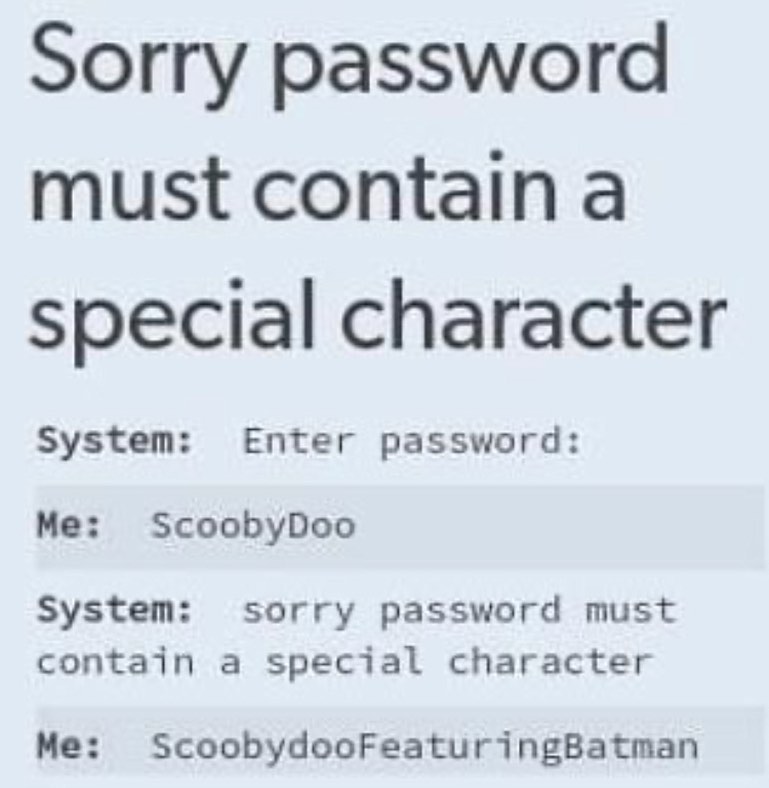 Sorry password
must contain a
special character
System: Enter password:
Me: ScoobyDoo
System: sorry password must
contain a special character
Me: ScoobydooFeaturingBatman